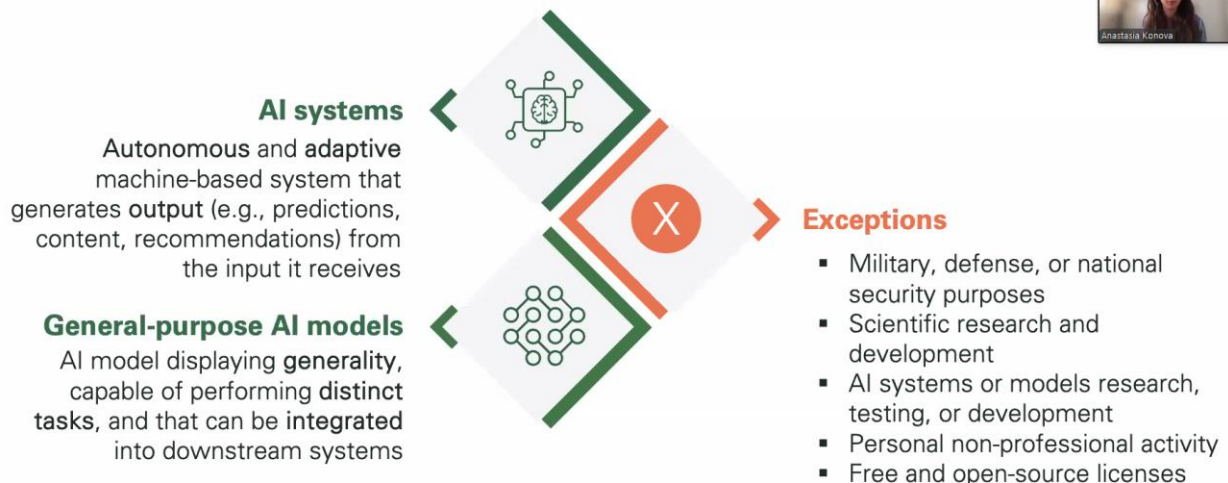 Anastasia Konova
AI systems
Autonomous and adaptive
machine-based system that
generates output (e.g., predictions,
content, recommendations) from
the input it receives
General-purpose AI models
AI model displaying generality,
capable of performing distinct
tasks, and that can be integrated
into downstream systems
X
Exceptions
▪ Military, defense, or national
security purposes
▪ Scientific research and
development
▪ AI systems or models research,
testing, or development
▪ Personal non-professional activity
▪ Free and open-source licenses